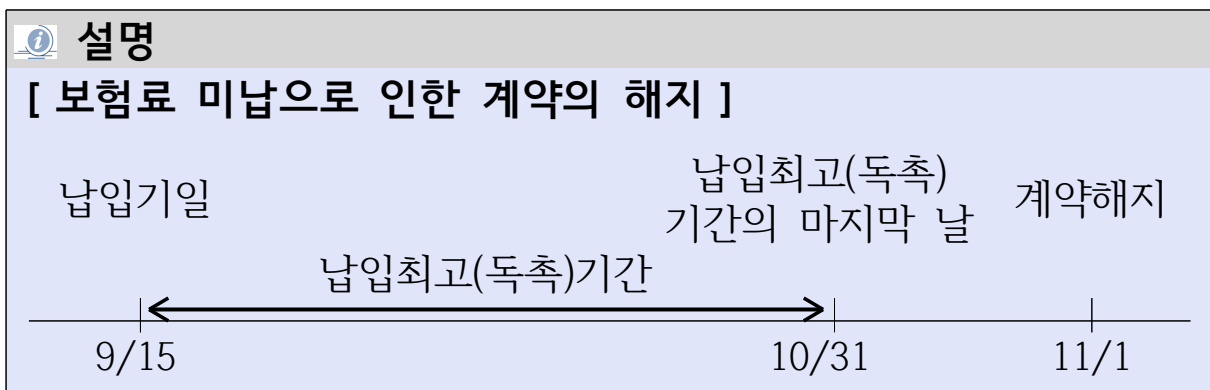 설명
[ 보험료 미납으로 인한 계약의 해지 ]
납입기일
납입최고(독촉)
기간의 마지막 날
계약해지
납입최고(독촉)기간
9/15
10/31
11/1